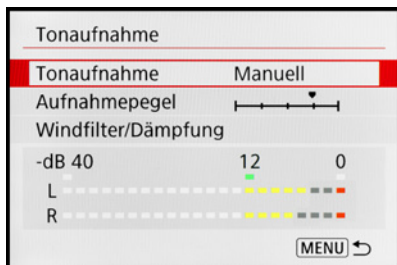 Tonaufnahme
Tonaufnahme Manuell
Aufnahmepegel
Windfilter/Dämpfung
-dB 40 12 0
L
R
MENU